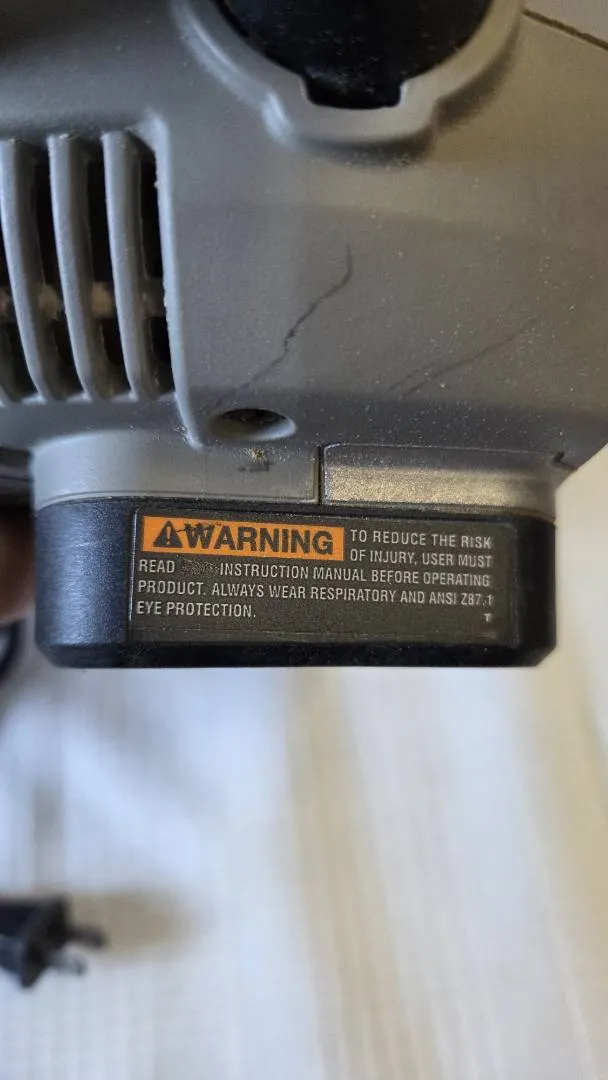 WARNING TO REDUCE THE RISK
OF INJURY, USER MUST
READ INSTRUCTION MANUAL BEFORE OPERATING
PRODUCT. ALWAYS WEAR RESPIRATORY AND ANSI Z87.1
EYE PROTECTION. T